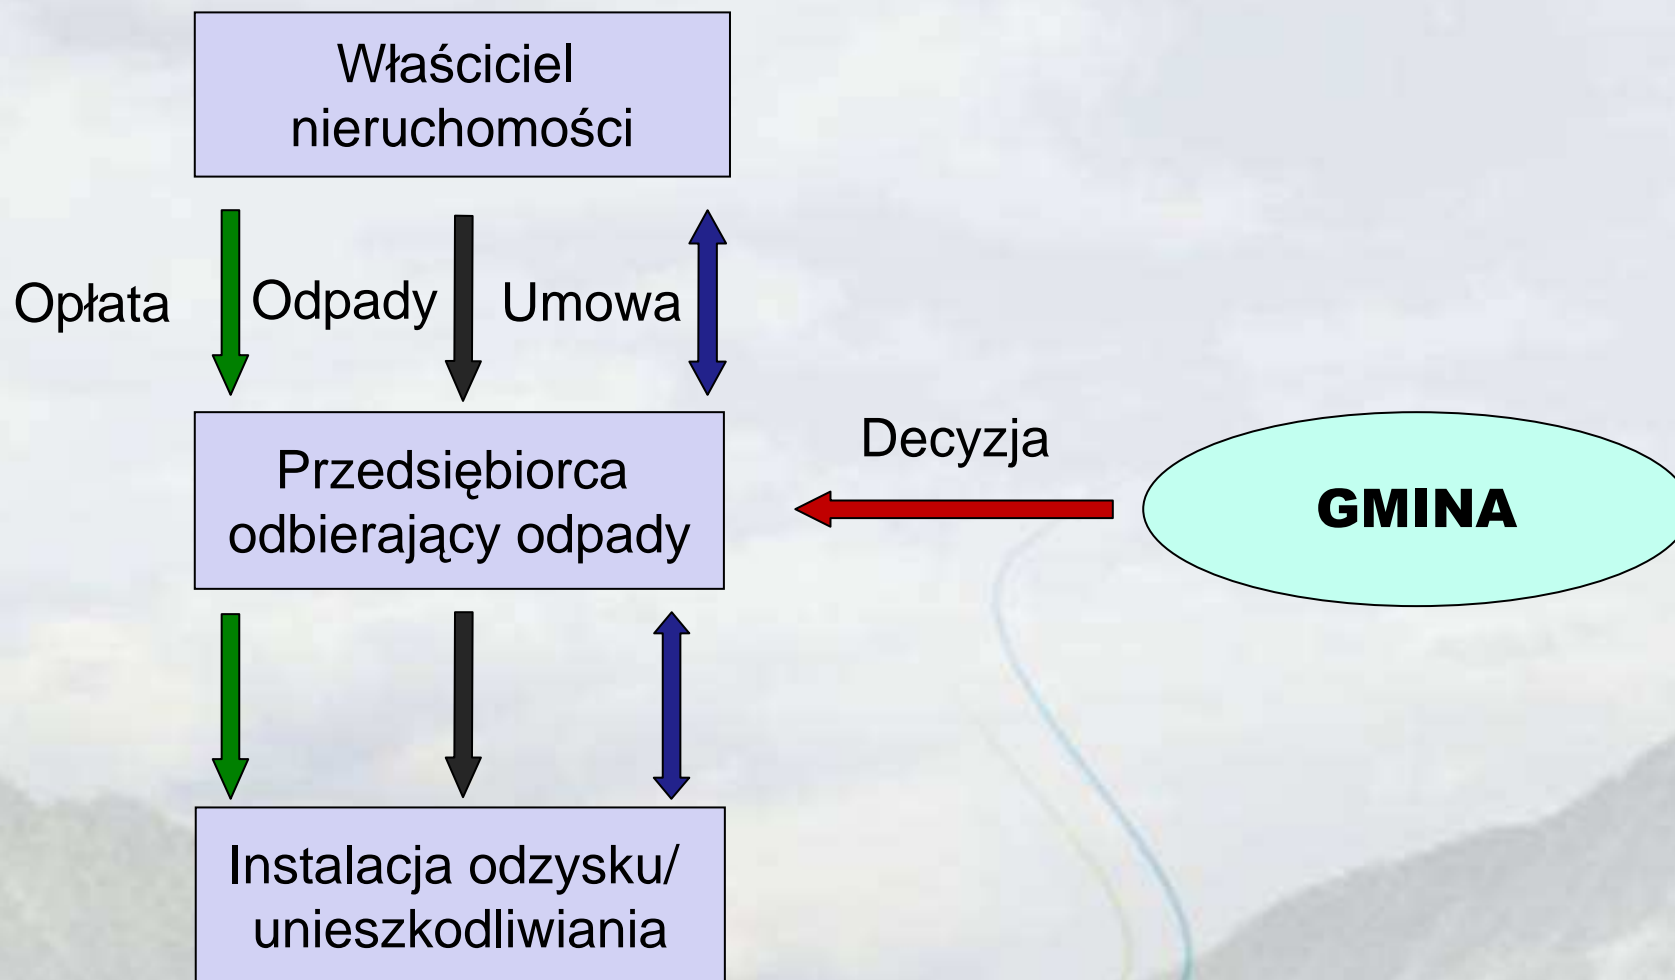 Właściciel
nieruchomości
Opłata
Odpady
Umowa
Przedsiębiorca
odbierający odpady
Decyzja
GMINA
Instalacja odzysku/
unieszkodliwiania